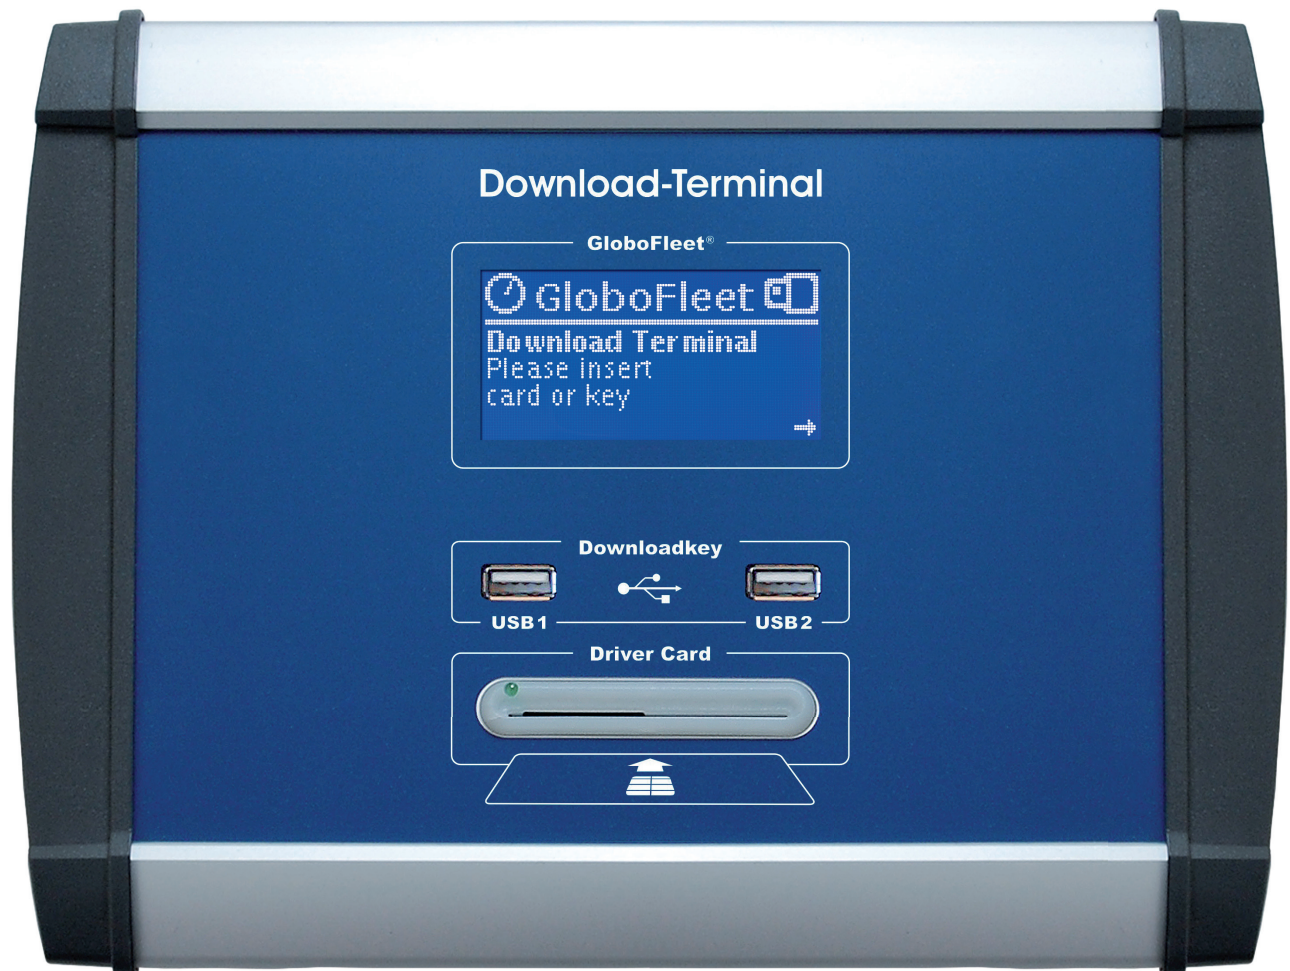 Download-Terminal
GloboFleet®
GloboFleet
Download Terminal
Please insert
card or key
Downloadkey
USB1 USB2
Driver Card